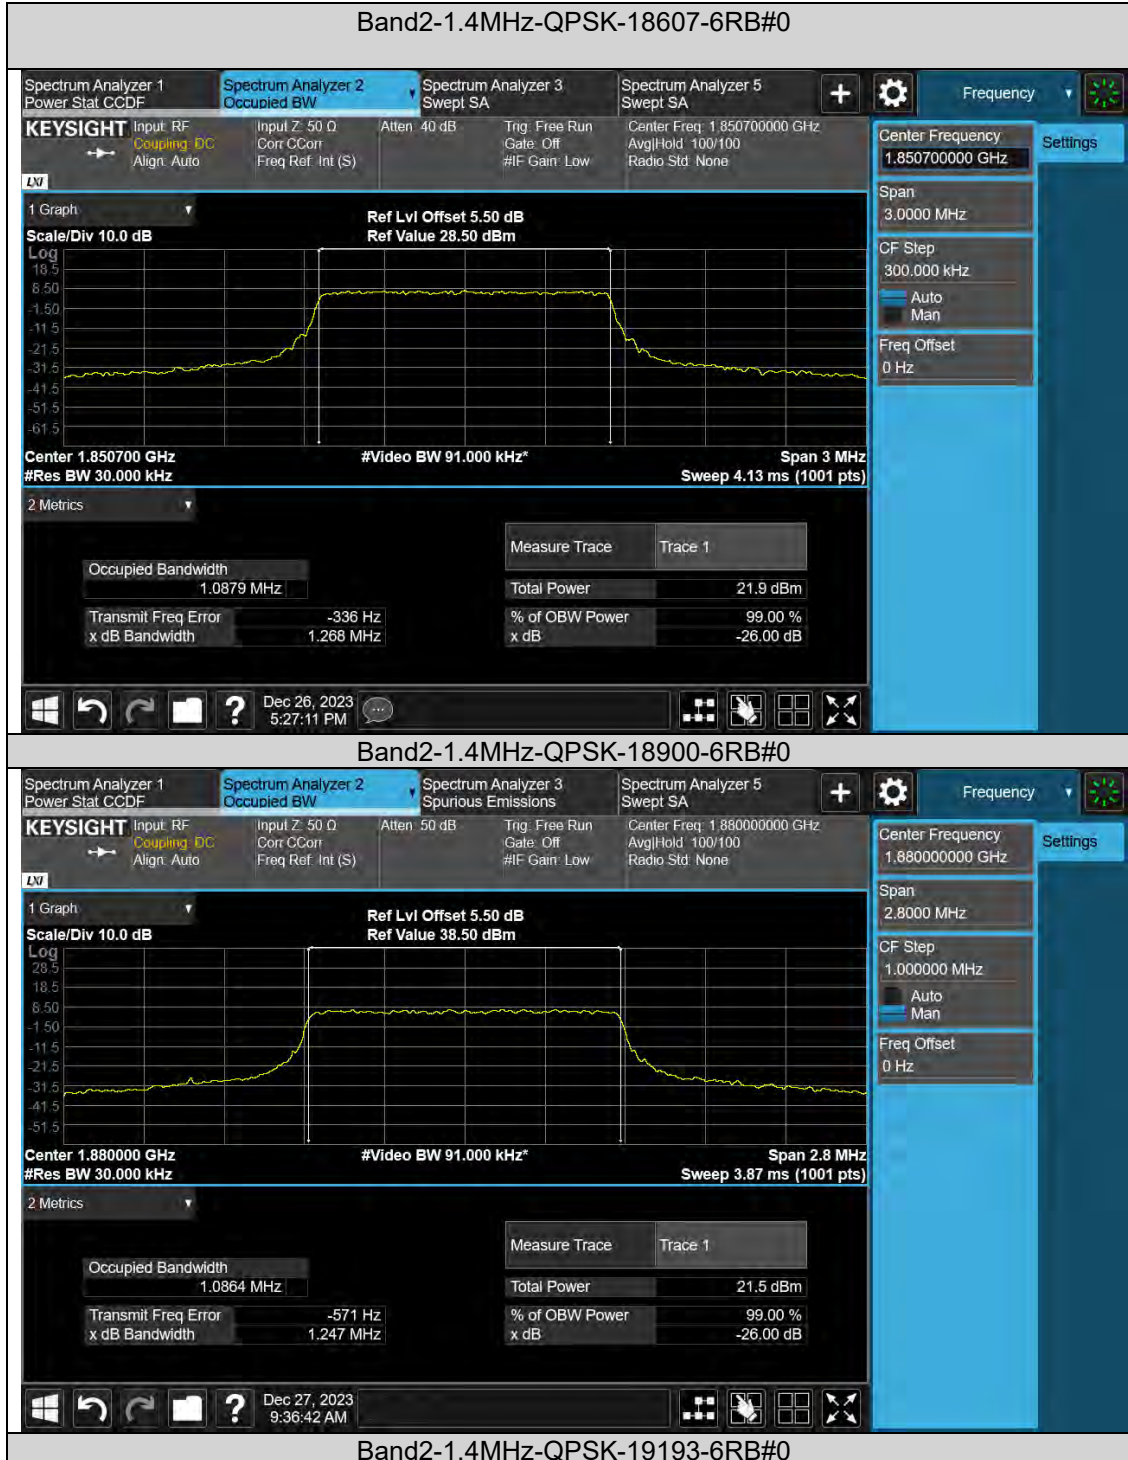 Band2-1.4MHz-QPSK-18607-6RB#0
Spectrum Analyzer 1
Power Stat CCDF
Spectrum Analyzer 2
Occupied BW
Spectrum Analyzer 3
Swept SA
Spectrum Analyzer 5
Swept SA
Frequency
KEYSIGHT
Input: RF
Coupling: DC
Align: Auto
Input Z: 50 Ω
Corr CCorr
Freq Ref: Int (S)
Atten: 40 dB
Trig: Free Run
Gate: Off
#IF Gain: Low
Center Freq: 1.850700000 GHz
Avg|Hold: 100/100
Radio Std: None
LXI
Center Frequency
1.850700000 GHz
Settings
Span
3.0000 MHz
CF Step
300.000 kHz
Auto
Man
Freq Offset
0 Hz
1 Graph
Scale/Div 10.0 dB
Ref Lvl Offset 5.50 dB
Ref Value 28.50 dBm
Log
18.5
8.50
-1.50
-11.5
-21.5
-31.5
-41.5
-51.5
-61.5
Center 1.850700 GHz
#Video BW 91.000 kHz*
Span 3 MHz
#Res BW 30.000 kHz
Sweep 4.13 ms (1001 pts)
2 Metrics
Measure Trace Trace 1
Occupied Bandwidth
1.0879 MHz
Total Power 21.9 dBm
Transmit Freq Error -336 Hz
% of OBW Power 99.00 %
x dB Bandwidth 1.268 MHz
x dB -26.00 dB
?
Dec 26, 2023
5:27:11 PM
Band2-1.4MHz-QPSK-18900-6RB#0
Spectrum Analyzer 1
Power Stat CCDF
Spectrum Analyzer 2
Occupied BW
Spectrum Analyzer 3
Spurious Emissions
Spectrum Analyzer 5
Swept SA
Frequency
KEYSIGHT
Input: RF
Coupling: DC
Align: Auto
Input Z: 50 Ω
Corr CCorr
Freq Ref: Int (S)
Atten: 50 dB
Trig: Free Run
Gate: Off
#IF Gain: Low
Center Freq: 1.880000000 GHz
Avg|Hold: 100/100
Radio Std: None
LXI
Center Frequency
1.880000000 GHz
Settings
Span
2.8000 MHz
CF Step
1.000000 MHz
Auto
Man
Freq Offset
0 Hz
1 Graph
Scale/Div 10.0 dB
Ref Lvl Offset 5.50 dB
Ref Value 38.50 dBm
Log
28.5
18.5
8.50
-1.50
-11.5
-21.5
-31.5
-41.5
-51.5
Center 1.880000 GHz
#Video BW 91.000 kHz*
Span 2.8 MHz
#Res BW 30.000 kHz
Sweep 3.87 ms (1001 pts)
2 Metrics
Measure Trace Trace 1
Occupied Bandwidth
1.0864 MHz
Total Power 21.5 dBm
Transmit Freq Error -571 Hz
% of OBW Power 99.00 %
x dB Bandwidth 1.247 MHz
x dB -26.00 dB
?
Dec 27, 2023
9:36:42 AM
Band2-1.4MHz-QPSK-19193-6RB#0